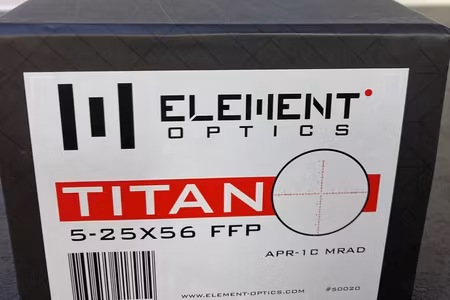 ELEMENT
OPTICS
TITAN
5-25X56 FFP
APR-1C MRAD
WWW.ELEMENT-OPTICS.COM #50020